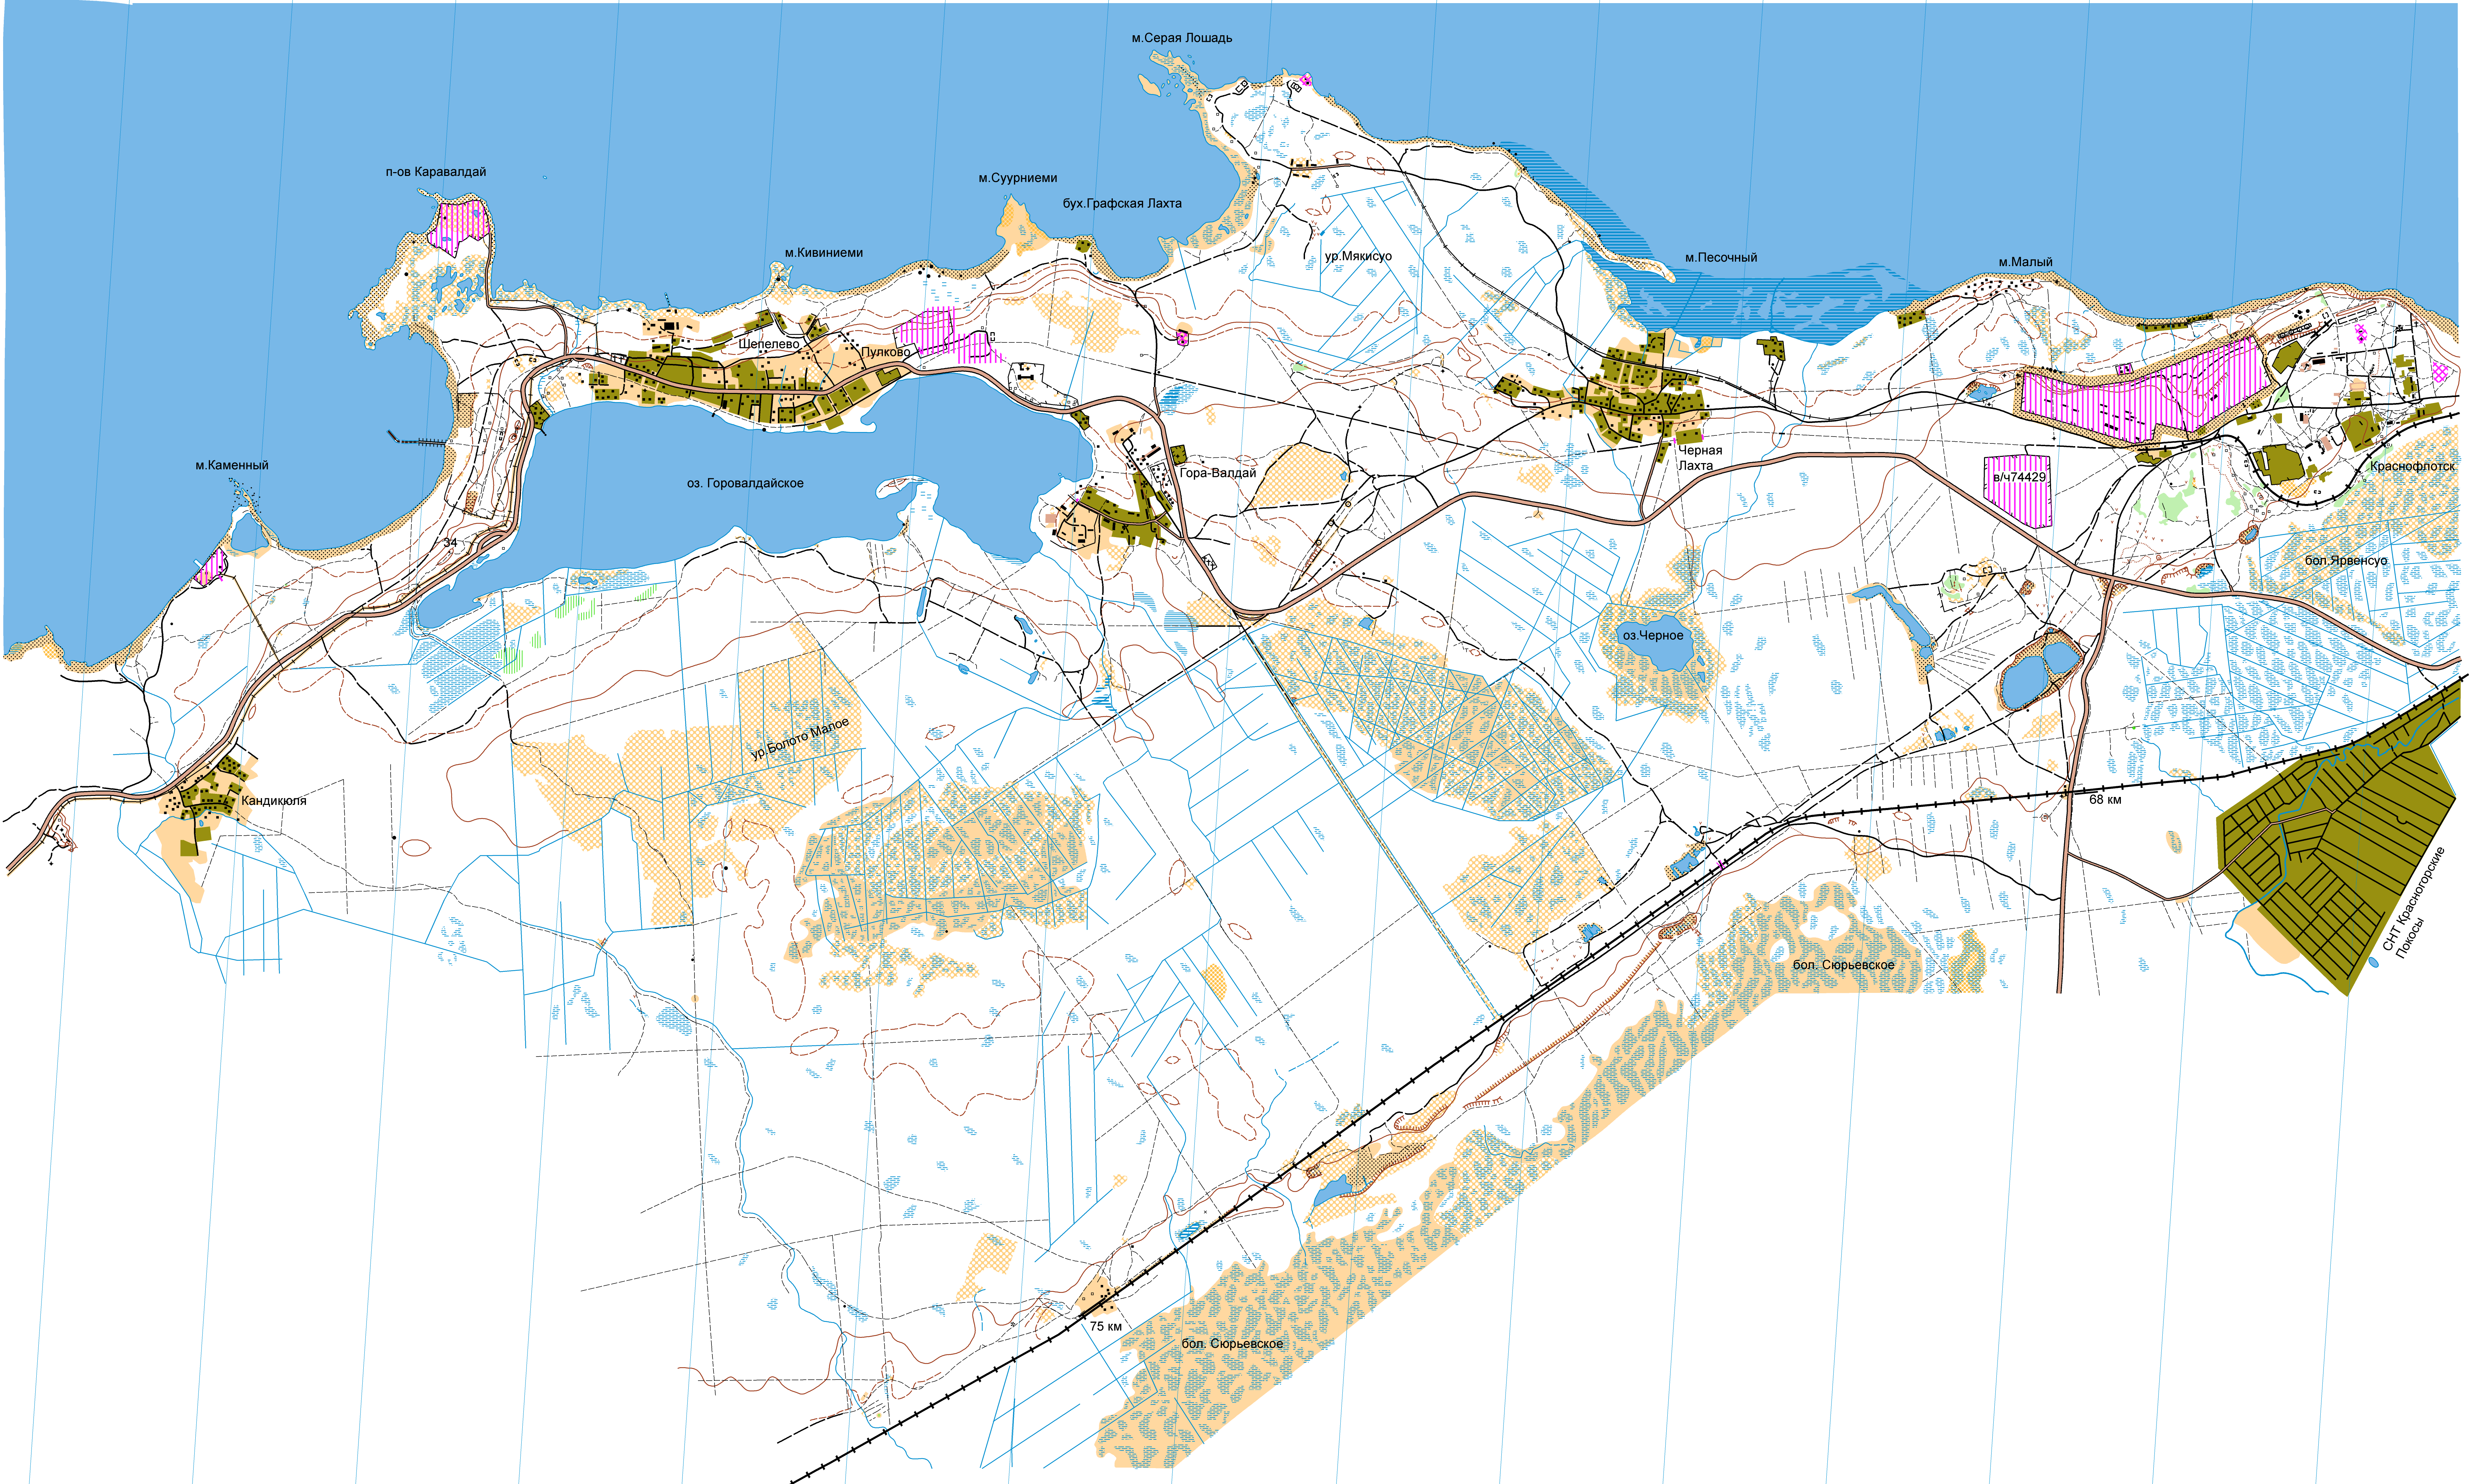 м.Серая Лошадь
п-ов Каравалдай
м.Суурниеми
бух.Графская Лахта
м.Кивиниеми
ур.Мякисуо
м.Песочный
м.Малый
Шепелево
Пулково
м.Каменный
оз. Горовалдайское
Гора-Валдай
Черная
Лахта
Краснофлотск
в/ч74429
34
бол.Ярвенсуо
оз.Черное
ур.Болото Малое
Кандикюля
68 км
СНТ Красногорские
Покосы
бол. Сюрьевское
75 км
бол. Сюрьевское